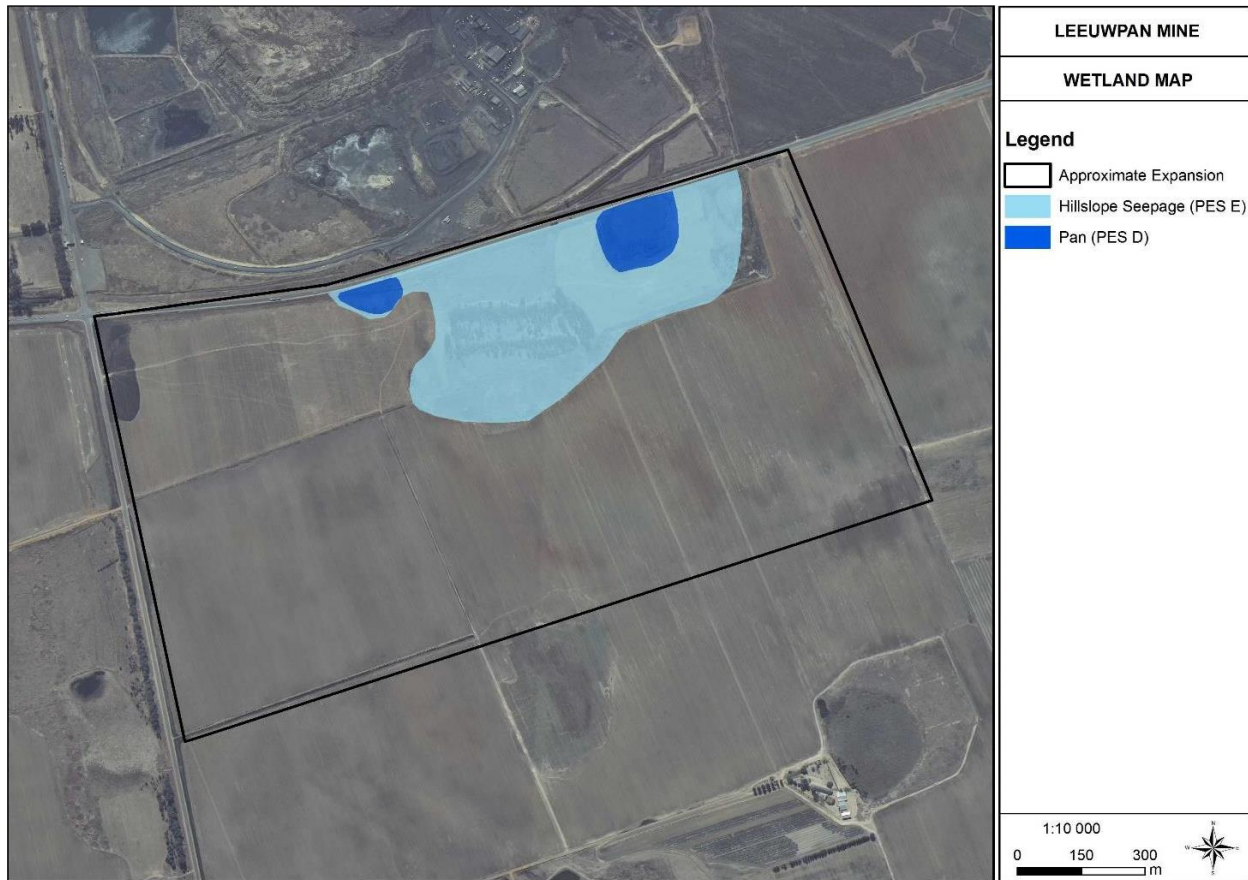 LEEUWPAN MINE
WETLAND MAP
Legend
Approximate Expansion
Hillslope Seepage (PES E)
Pan (PES D)
1:10 000
0 150 300
m
N
W E
S